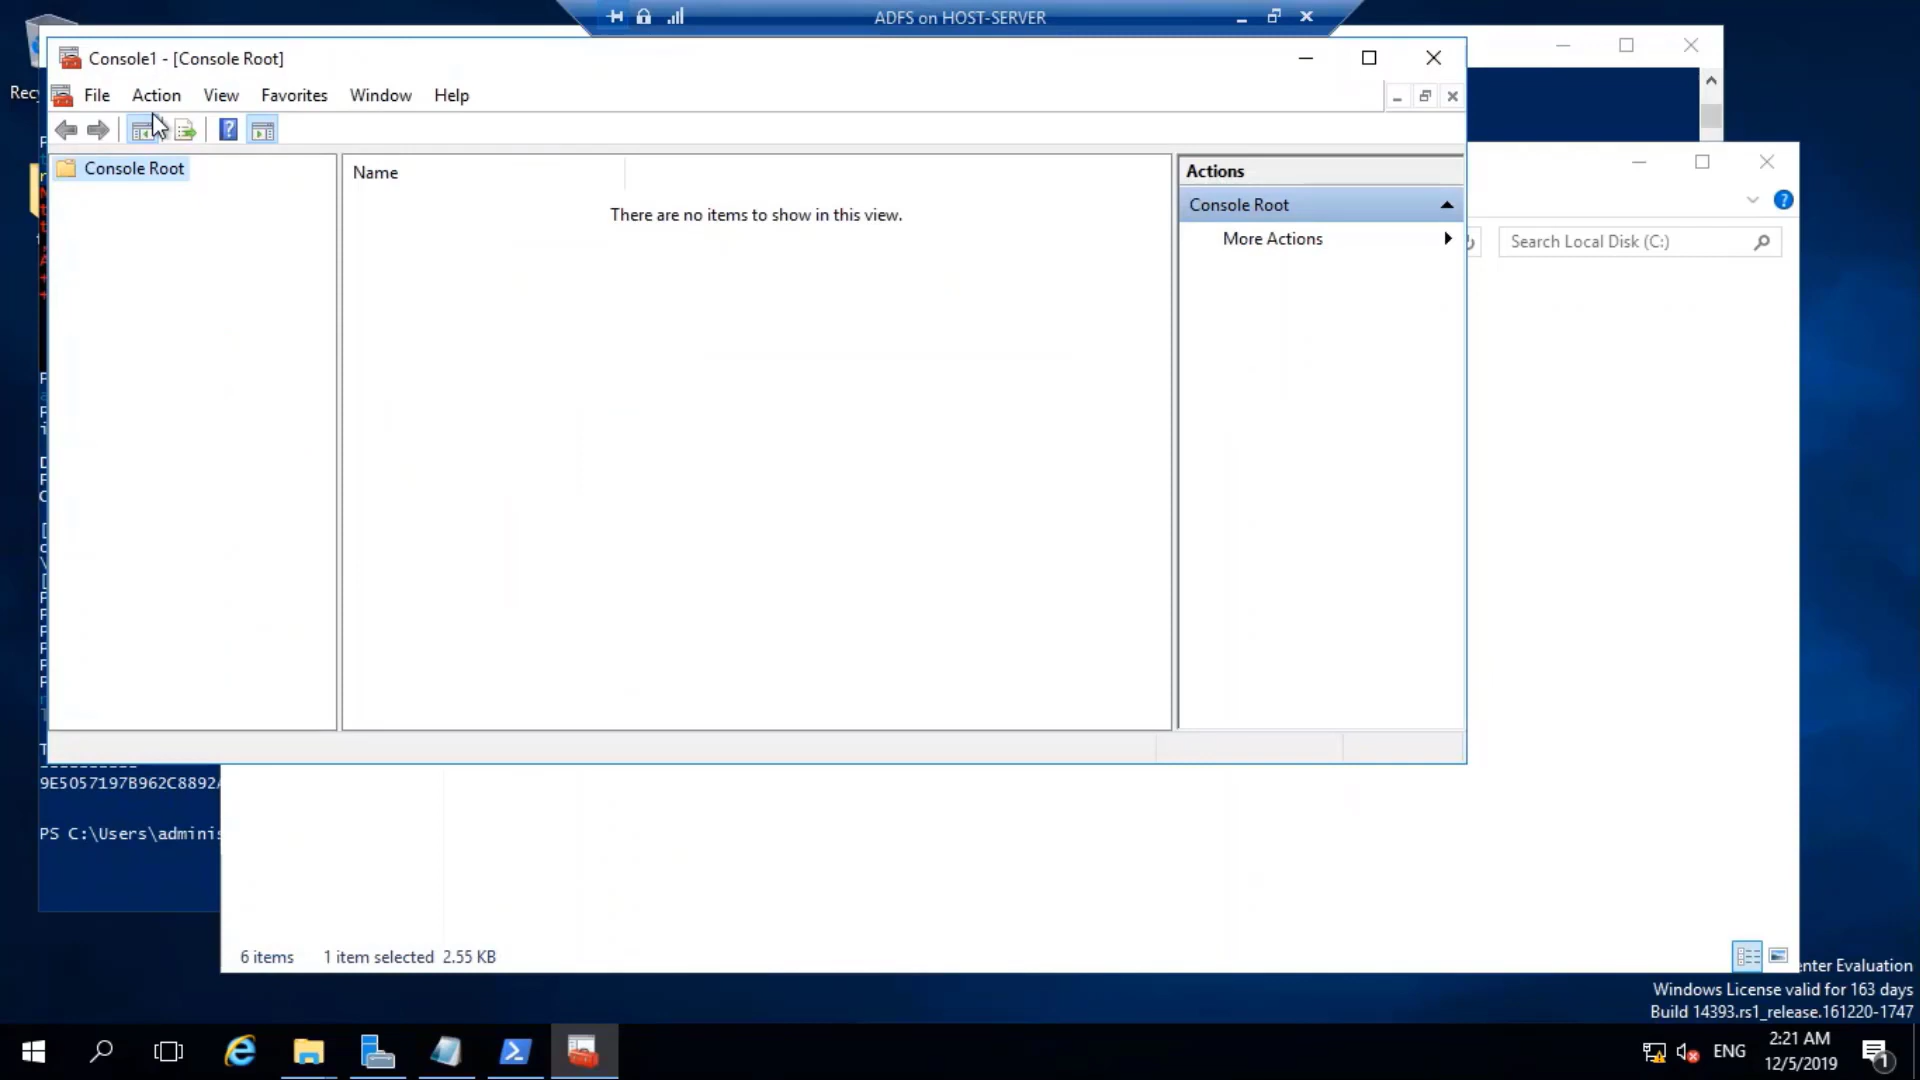 ADFS on HOST-SERVER
Console1 - [Console Root]
File Action View Favorites Window Help
Console Root
Name
There are no items to show in this view.
Actions
Console Root
More Actions
Search Local Disk (C:)
9E5057197B962C8892
PS C:\Users\adminis
6 items 1 item selected 2.55 KB
enter Evaluation
Windows License valid for 163 days
Build 14393.rs1_release.161220-1747
ENG
2:21 AM
12/5/2019
1